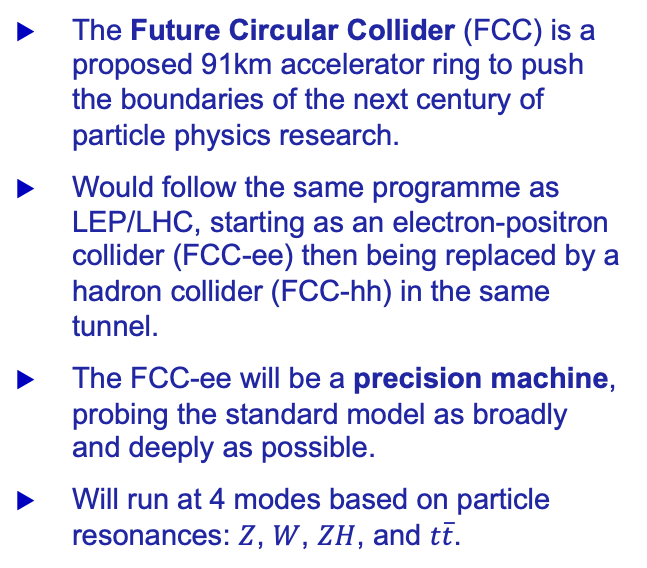 The Future Circular Collider (FCC) is a
proposed 91km accelerator ring to push
the boundaries of the next century of
particle physics research.
Would follow the same programme as
LEP/LHC, starting as an electron-positron
collider (FCC-ee) then being replaced by a
hadron collider (FCC-hh) in the same
tunnel.
The FCC-ee will be a precision machine,
probing the standard model as broadly
and deeply as possible.
Will run at 4 modes based on particle
resonances: Z, W, ZH, and tt̄.